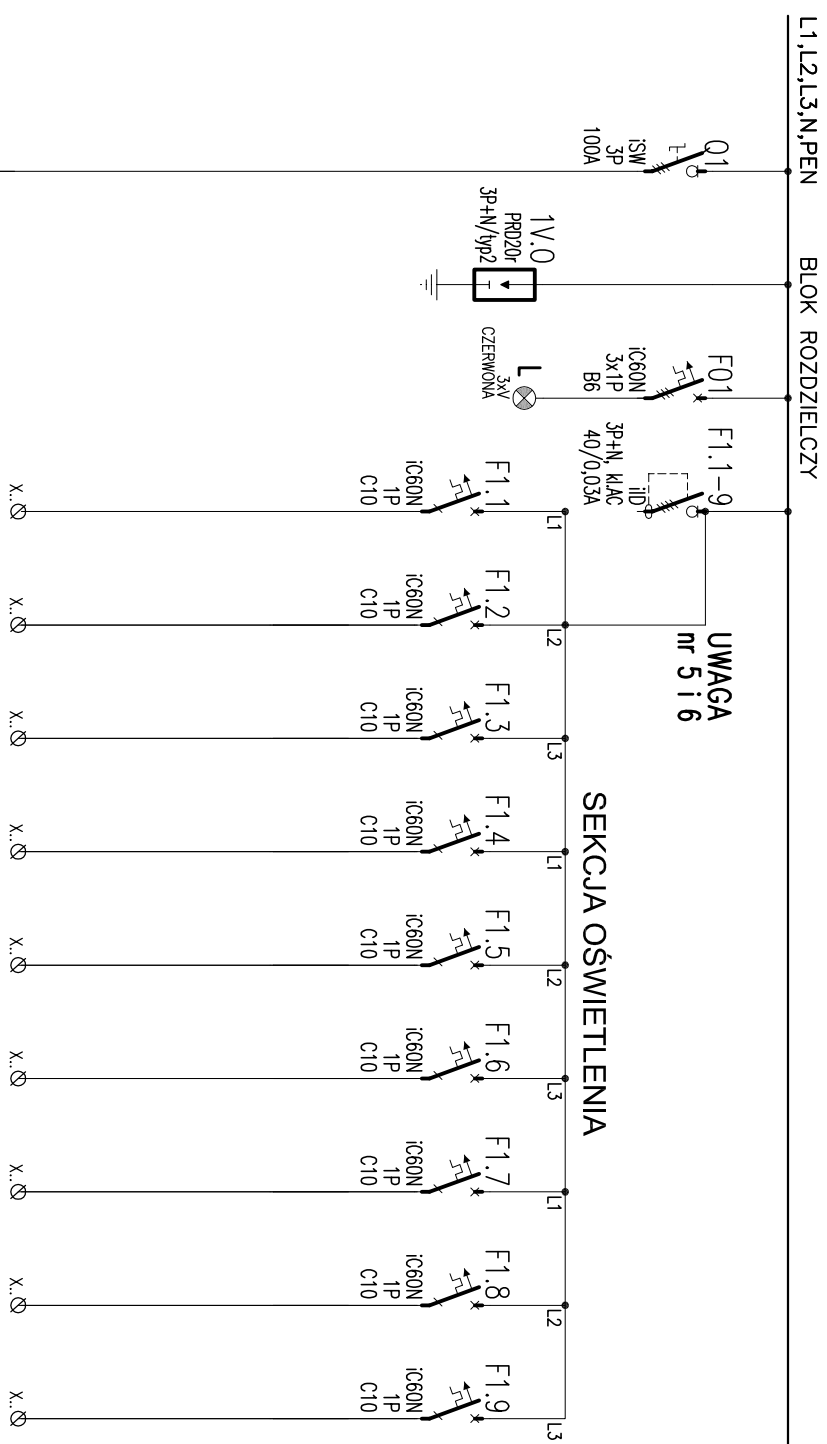 L1,L2,L3,N,PEN
BLOK ROZDZIELCZY
Q1
iSW
3P
100A
1V.0
PRD20r
3P+N/typ2
F01
iC60N
3x1P
B6
L
3xV
CZERWONA
F1.1-9
iID
3P+N, kl.AC
40/0,03A
UWAGA
nr 5 i 6
SEKCJA OŚWIETLENIA
L1
F1.1
iC60N
1P
C10
X..
L2
F1.2
iC60N
1P
C10
X..
L3
F1.3
iC60N
1P
C10
X..
L1
F1.4
iC60N
1P
C10
X..
L2
F1.5
iC60N
1P
C10
X..
L3
F1.6
iC60N
1P
C10
X..
L1
F1.7
iC60N
1P
C10
X..
L2
F1.8
iC60N
1P
C10
X..
L3
F1.9
iC60N
1P
C10
X..